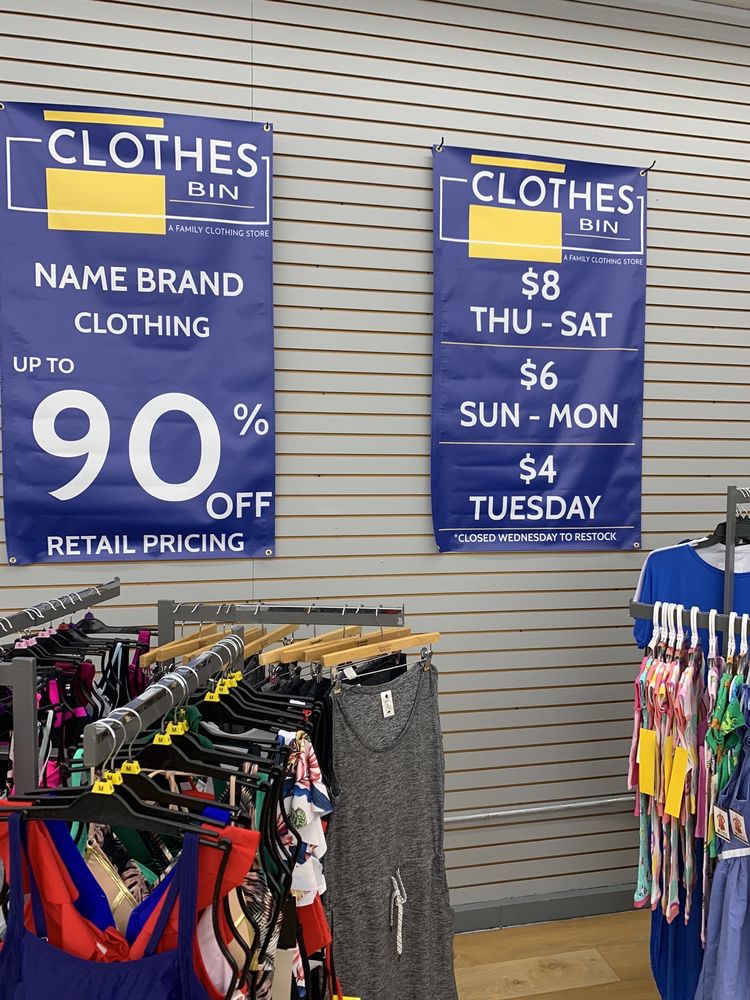 CLOTHES
BIN
A FAMILY CLOTHING STORE
NAME BRAND
CLOTHING
UP TO
90%
OFF
RETAIL PRICING
CLOTHES
BIN
A FAMILY CLOTHING STORE
$8
THU - SAT
$6
SUN - MON
$4
TUESDAY
*CLOSED WEDNESDAY TO RESTOCK
M
M
M
M